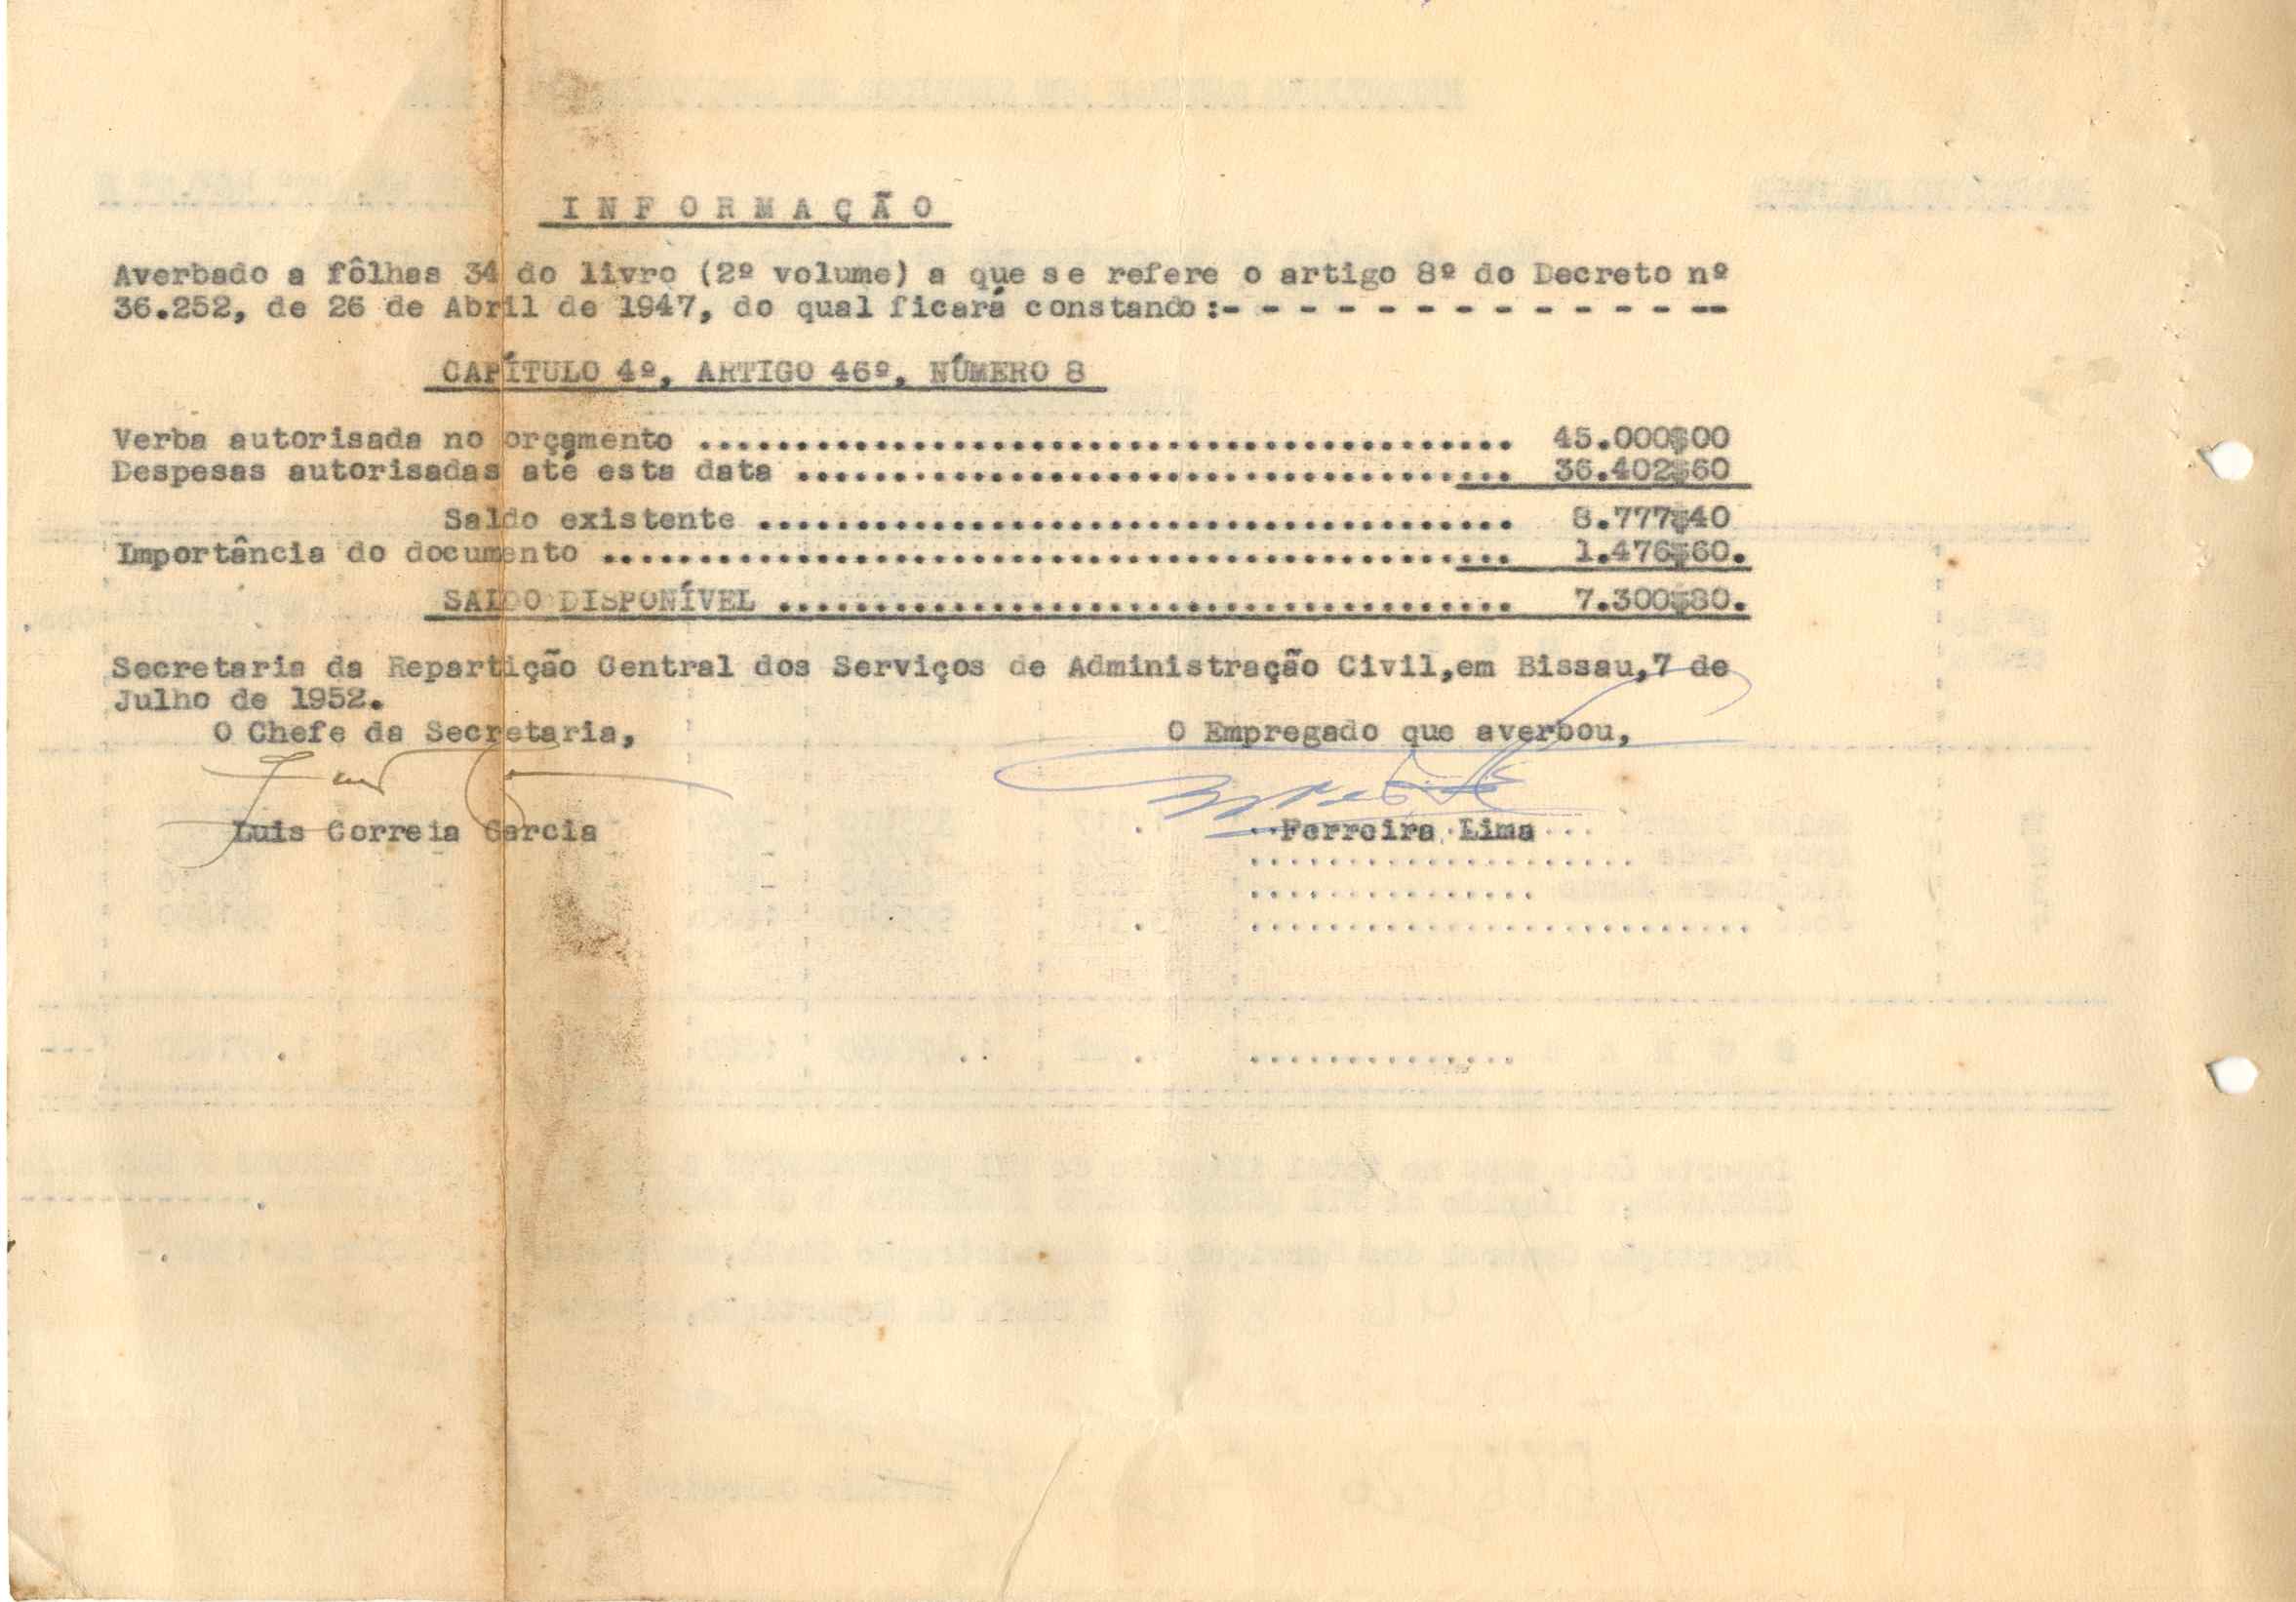 INFORMAÇÃO
Averbado a fôlhas 34 do livro (2º volume) a que se refere o artigo 8º do Decreto nº
36.252, de 26 de Abril de 1947, do qual ficará constando:- - - - - - - - - - - - - --
CAPÍTULO 4º, ARTIGO 46º, NÚMERO 8
Verba autorisada no orçamento .......................................... 45.000$00
Despesas autorisadas até esta data ..................................... 36.402$60
Saldo existente ....................................... 8.777$40
Importância do documento ............................................... 1.476$60.
SALDO DISPONÍVEL ...................................... 7.300$80.
Secretaria da Repartição Central dos Serviços de Administração Civil,em Bissau,7 de
Julho de 1952.
O Chefe da Secretaria, O Empregado que averbou,
Luis Correia Garcia Ferreira Lima